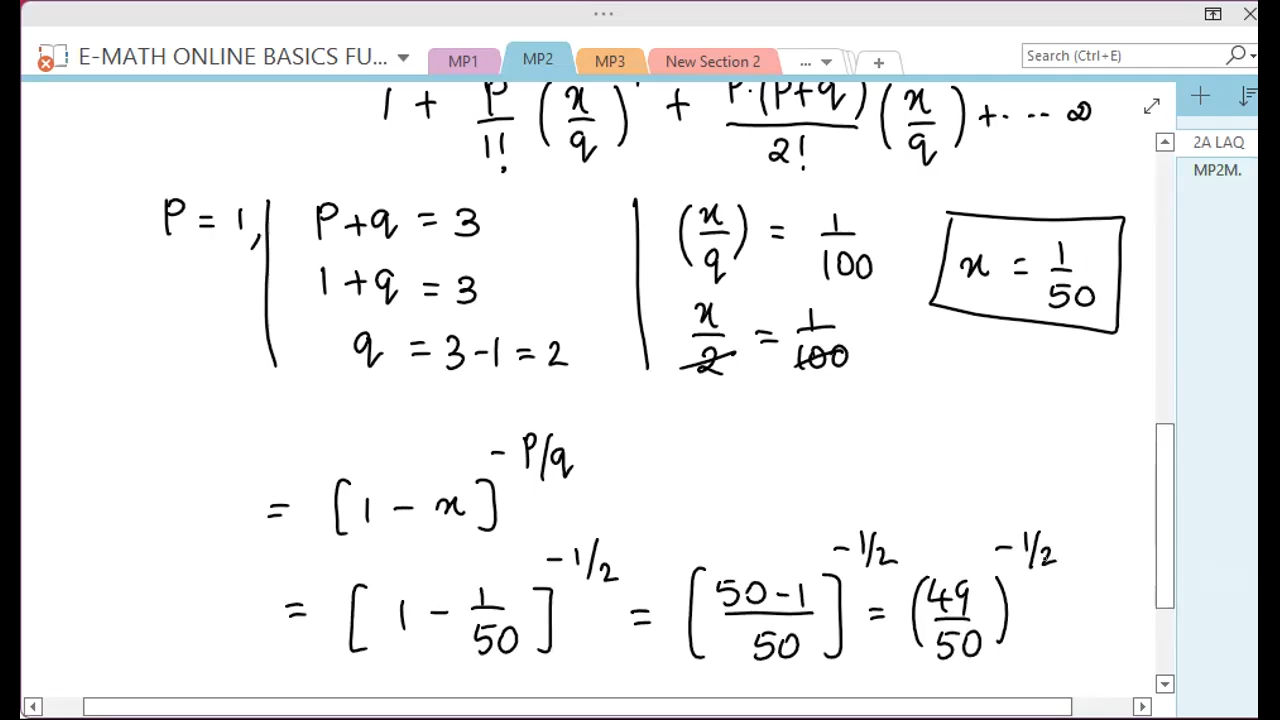 E-MATH ONLINE BASICS FU...
MP1 MP2 MP3 New Section 2 ...
Search (Ctrl+E)
1 + P/1! (x/q) + P·(P+q)/2! (x/q) + ... ∞
2A LAQ
MP2M.
P = 1, P+q = 3 (x/q) = 1/100 x = 1/50
1+q = 3
q = 3-1 = 2 x/2 = 1/100
= [1 - x]^(-P/q)
= [1 - 1/50]^(-1/2) = [50-1/50]^(-1/2) = (49/50)^(-1/2)